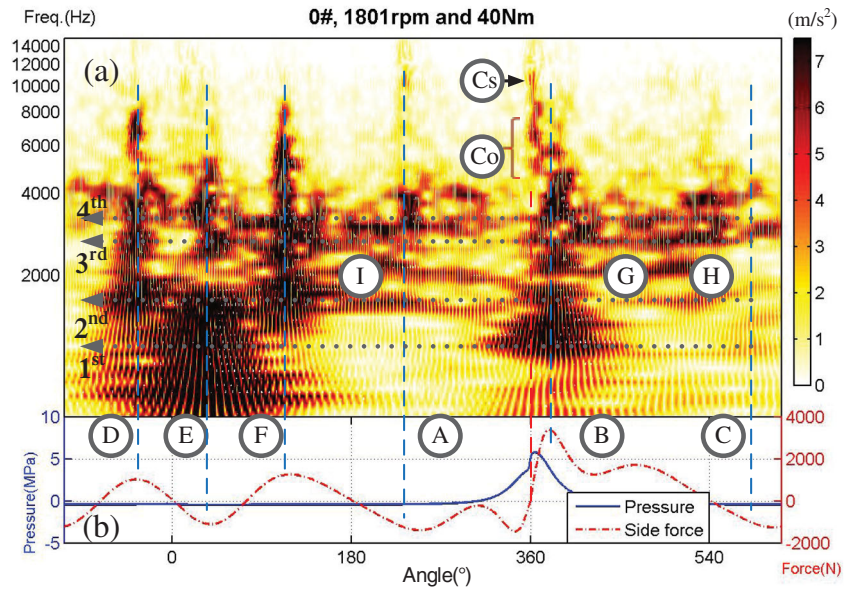 Freq.(Hz) 0#, 1801rpm and 40Nm (m/s²)
14000
12000
10000
8000
6000
4000
2000
(a)
Cs
Co
4th
3rd
2nd
1st
I G H
7
6
5
4
3
2
1
0
D E F A B C
10
5
0
-5
Pressure(MPa)
(b)
Pressure
Side force
4000
2000
0
-2000
Force(N)
0 180 360 540
Angle(°)